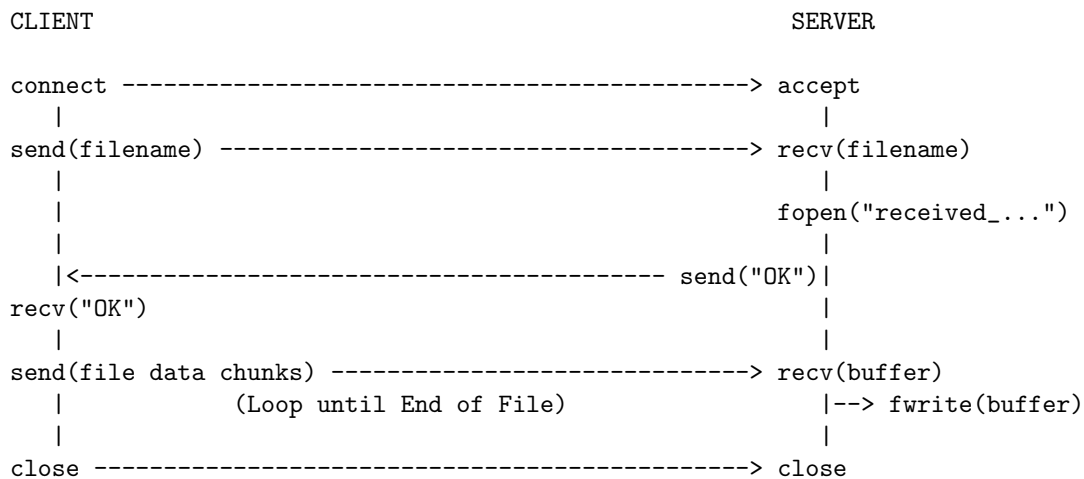 CLIENT SERVER
connect ---------------------------------------------> accept
| |
send(filename) --------------------------------------> recv(filename)
| |
| fopen("received_...")
| |
|<------------------------------------------ send("OK")|
recv("OK") |
| |
send(file data chunks) ------------------------------> recv(buffer)
| (Loop until End of File) |--> fwrite(buffer)
| |
close -----------------------------------------------> close